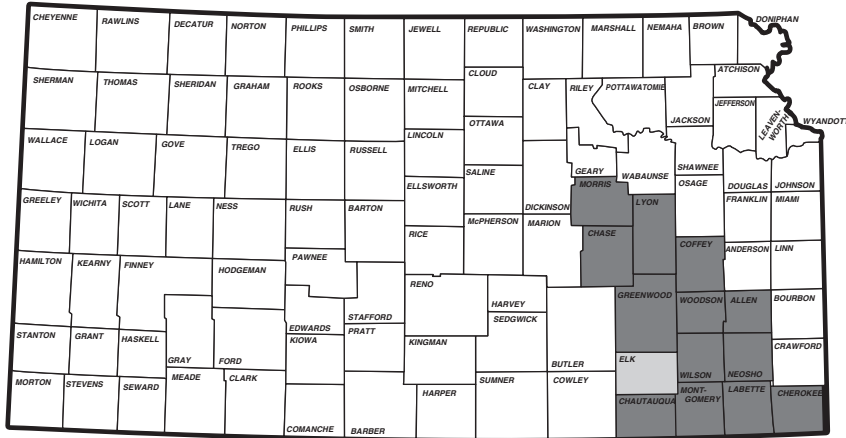 CHEYENNE RAWLINS DECATUR NORTON PHILLIPS SMITH JEWELL REPUBLIC WASHINGTON MARSHALL NEMAHA BROWN DONIPHAN
SHERMAN THOMAS SHERIDAN GRAHAM ROOKS OSBORNE MITCHELL CLOUD CLAY RILEY POTTAWATOMIE JACKSON ATCHISON
JEFFERSON LEAVEN-
WORTH WYANDOTT
WALLACE LOGAN GOVE TREGO ELLIS RUSSELL LINCOLN OTTAWA
SALINE DICKINSON GEARY WABAUNSE SHAWNEE DOUGLAS JOHNSON
GREELEY WICHITA SCOTT LANE NESS RUSH BARTON ELLSWORTH McPHERSON MARION MORRIS LYON OSAGE FRANKLIN MIAMI
RICE CHASE COFFEY ANDERSON LINN
HAMILTON KEARNY FINNEY HODGEMAN PAWNEE STAFFORD RENO HARVEY GREENWOOD WOODSON ALLEN BOURBON
STANTON GRANT HASKELL GRAY FORD EDWARDS
KIOWA PRATT KINGMAN SEDGWICK BUTLER ELK WILSON NEOSHO CRAWFORD
MORTON STEVENS SEWARD MEADE CLARK COMANCHE BARBER HARPER SUMNER COWLEY CHAUTAUQUA MONT-
GOMERY LABETTE CHEROKEE